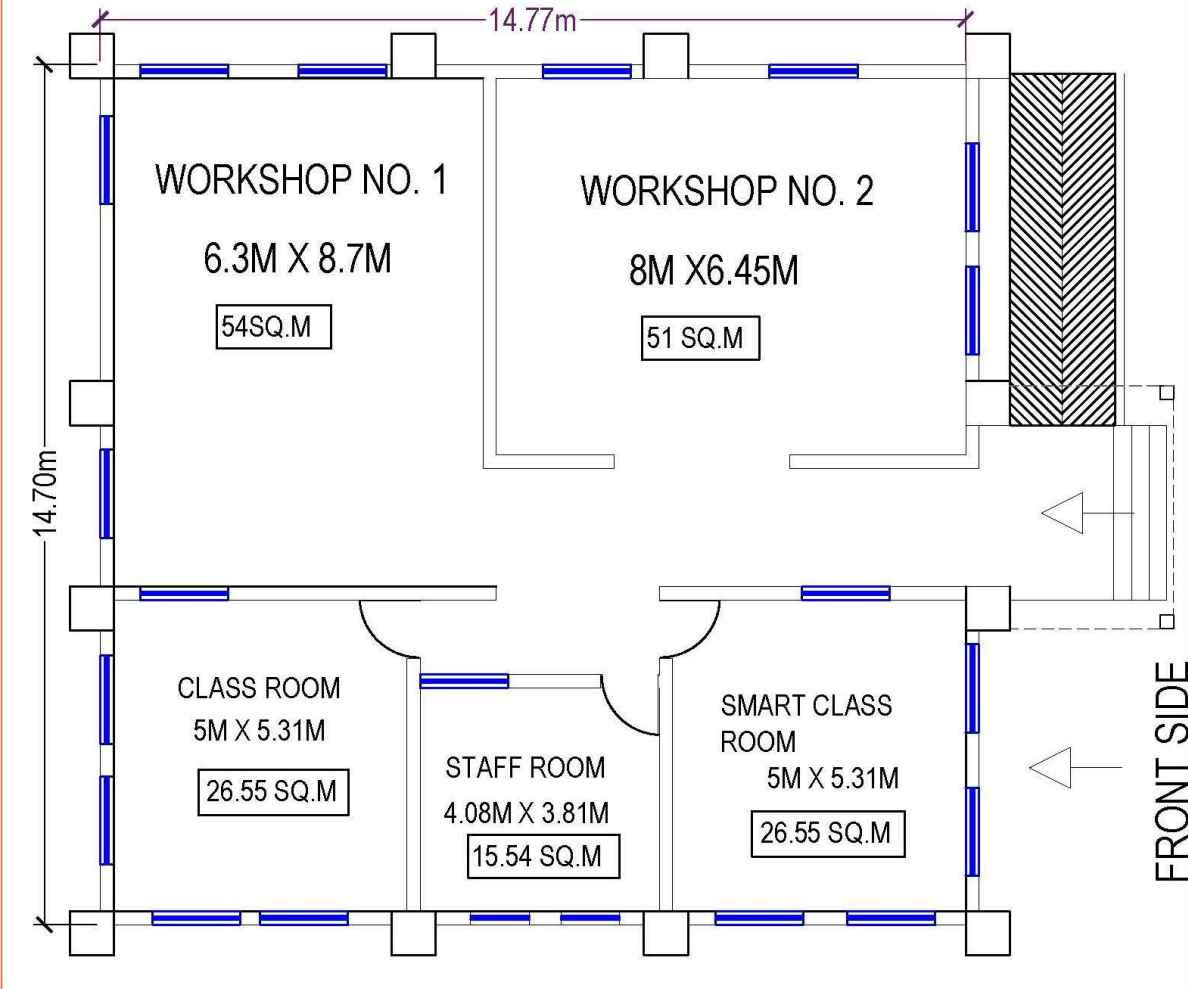 14.77m
WORKSHOP NO. 1
6.3M X 8.7M
54SQ.M
WORKSHOP NO. 2
8M X6.45M
51 SQ.M
14.70m
CLASS ROOM
5M X 5.31M
26.55 SQ.M
STAFF ROOM
4.08M X 3.81M
15.54 SQ.M
SMART CLASS
ROOM
5M X 5.31M
26.55 SQ.M
FRONT SIDE